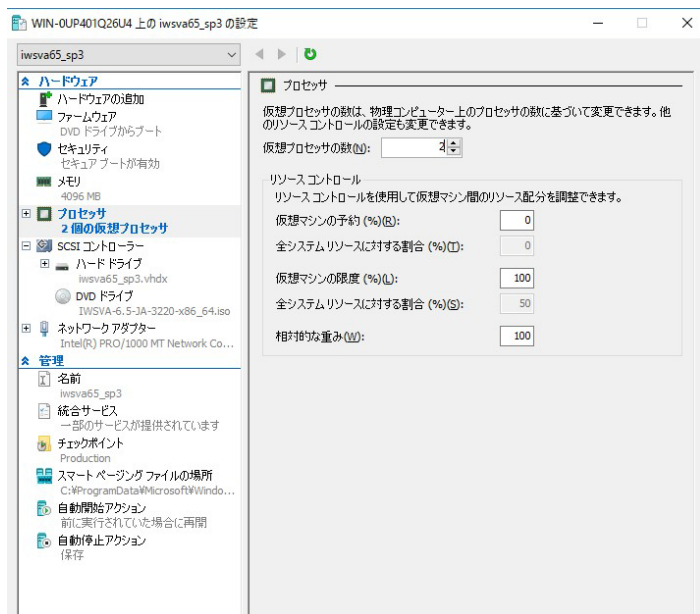 WIN-0UP401Q26U4 上の iwsva65_sp3 の設定
iwsva65_sp3
ハードウェア
ハードウェアの追加
ファームウェア
DVD ドライブからブート
セキュリティ
セキュア ブートが有効
メモリ
4096 MB
プロセッサ
2 個の仮想プロセッサ
SCSI コントローラー
ハード ドライブ
iwsva65_sp3.vhdx
DVD ドライブ
IWSVA-6.5-JA-3220-x86_64.iso
ネットワーク アダプター
Intel(R) PRO/1000 MT Network Co...
管理
名前
iwsva65_sp3
統合サービス
一部のサービスが提供されています
チェックポイント
Production
スマート ページング ファイルの場所
C:¥ProgramData¥Microsoft¥Windo...
自動開始アクション
前に実行されていた場合に再開
自動停止アクション
保存
プロセッサ
仮想プロセッサの数は、物理コンピューター上のプロセッサの数に基づいて変更できます。他
のリソース コントロールの設定も変更できます。
仮想プロセッサの数(N): 2
リソース コントロール
リソース コントロールを使用して仮想マシン間のリソース配分を調整できます。
仮想マシンの予約 (%)(R): 0
全システム リソースに対する割合 (%)(T): 0
仮想マシンの限度 (%)(L): 100
全システム リソースに対する割合 (%)(S): 50
相対的な重み(W): 100